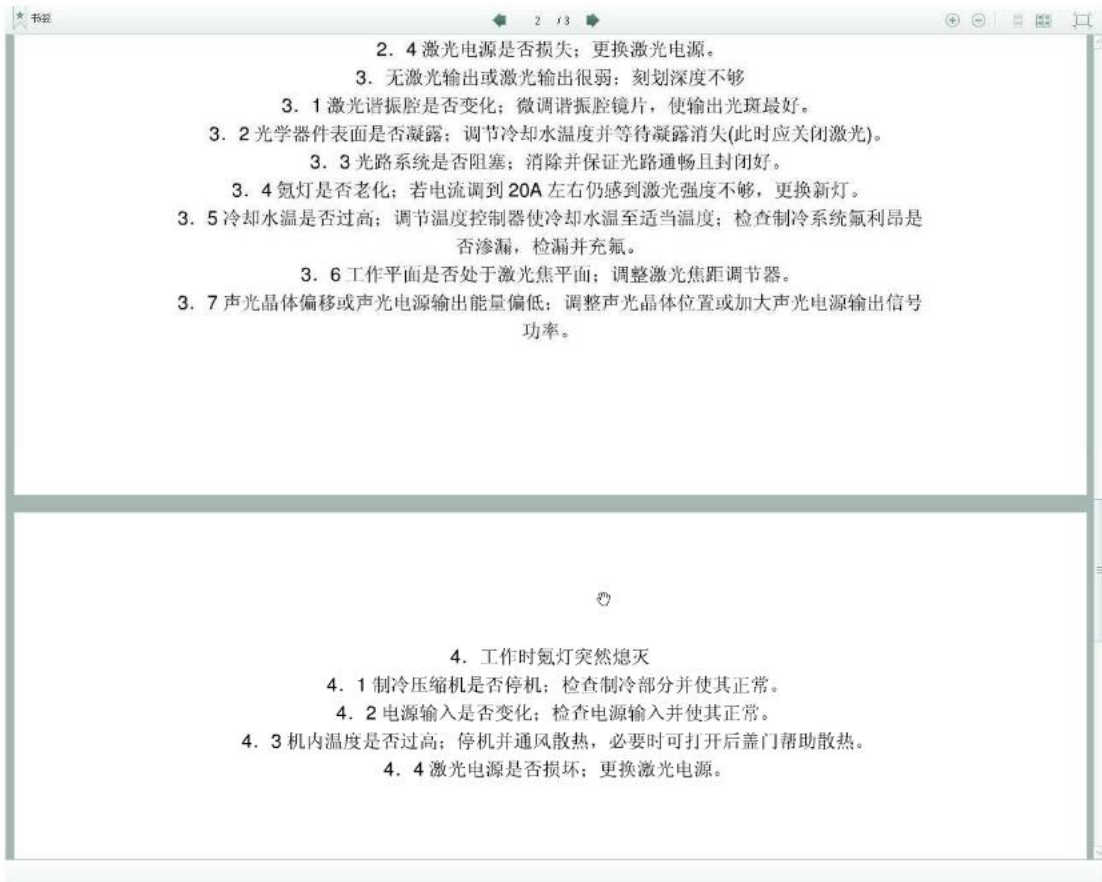 书签
2 / 3
2．4 激光电源是否损失；更换激光电源。
3．无激光输出或激光输出很弱；刻划深度不够
3．1 激光谐振腔是否变化；微调谐振腔镜片，使输出光斑最好。
3．2 光学器件表面是否凝露；调节冷却水温度并等待凝露消失(此时应关闭激光)。
3．3 光路系统是否阻塞；消除并保证光路通畅且封闭好。
3．4 氪灯是否老化；若电流调到 20A 左右仍感到激光强度不够，更换新灯。
3．5 冷却水温是否过高；调节温度控制器使冷却水温至适当温度；检查制冷系统氟利昂是
否渗漏，检漏并充氟。
3．6 工作平面是否处于激光焦平面；调整激光焦距调节器。
3．7 声光晶体偏移或声光电源输出能量偏低；调整声光晶体位置或加大声光电源输出信号
功率。
4．工作时氪灯突然熄灭
4．1 制冷压缩机是否停机；检查制冷部分并使其正常。
4．2 电源输入是否变化；检查电源输入并使其正常。
4．3 机内温度是否过高；停机并通风散热，必要时可打开后盖门帮助散热。
4．4 激光电源是否损坏；更换激光电源。